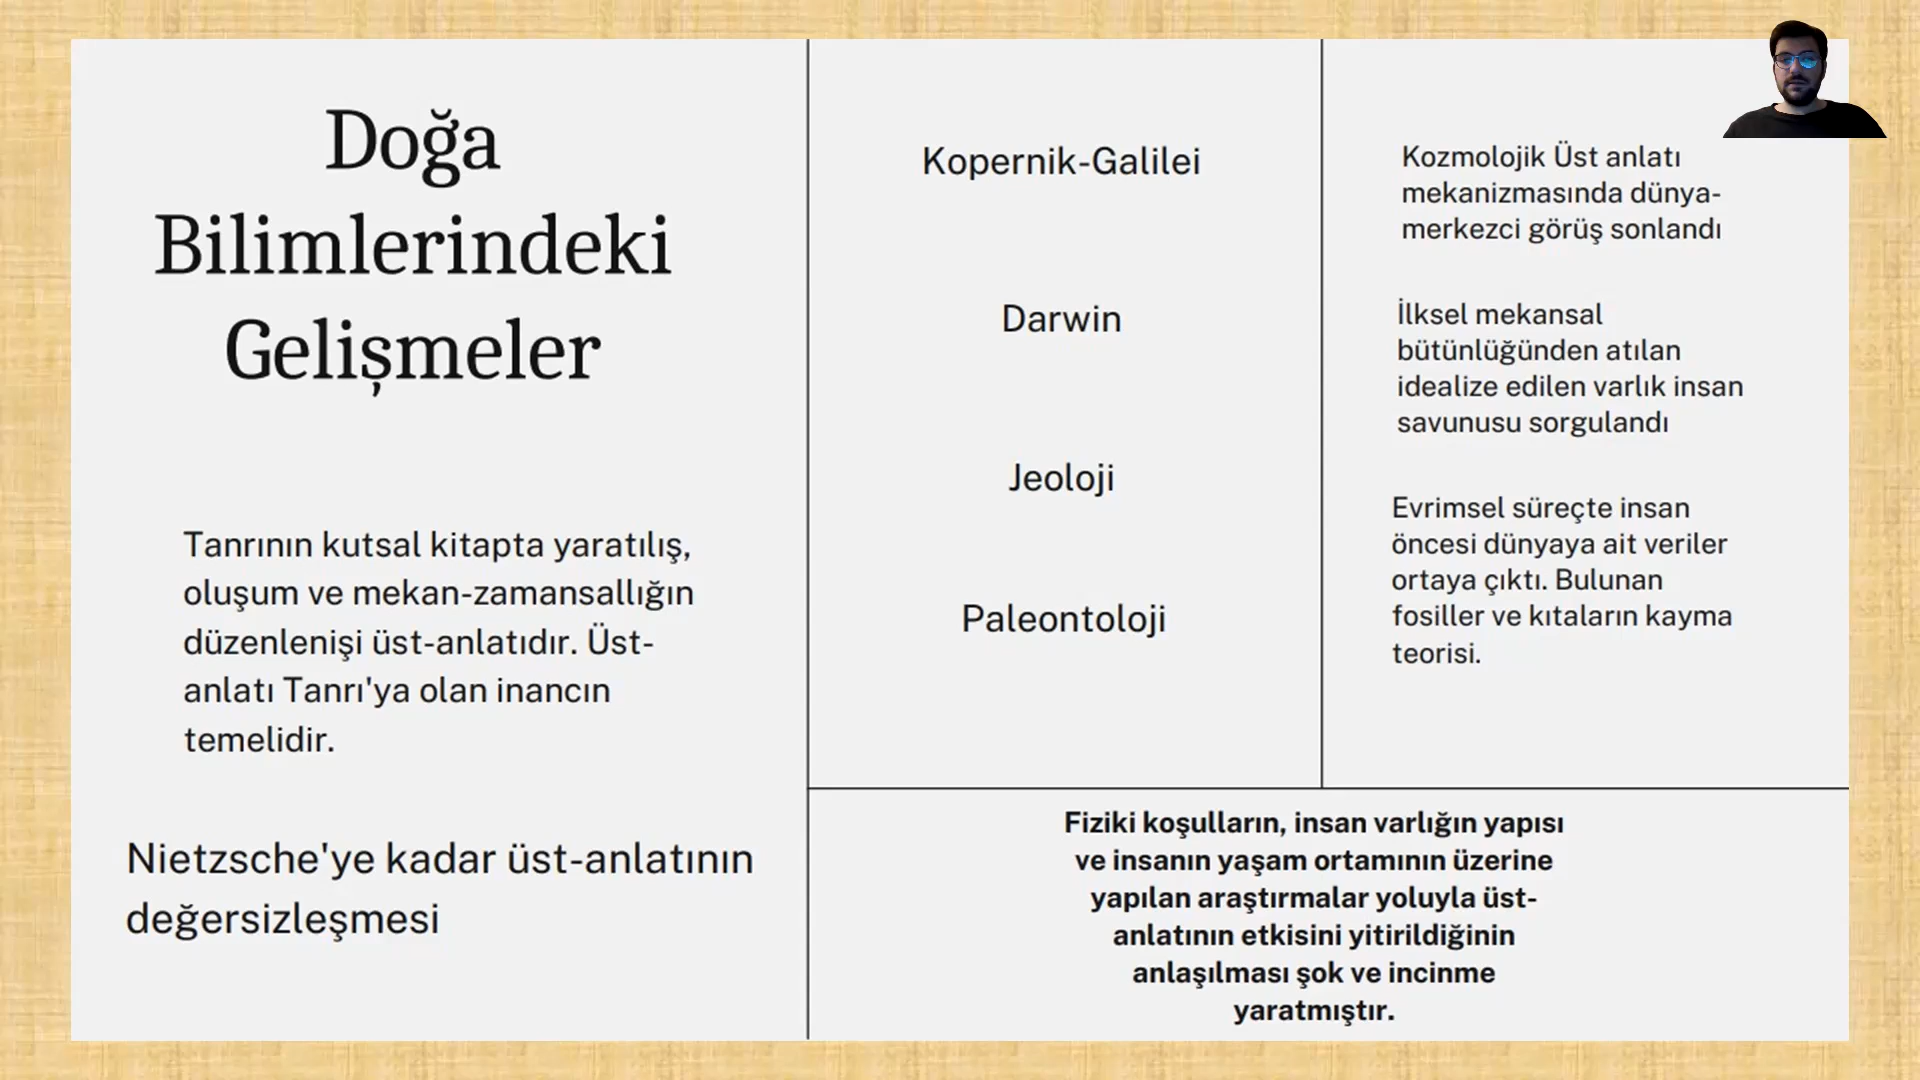 Doğa
Bilimlerindeki
Gelişmeler
Tanrının kutsal kitapta yaratılış,
oluşum ve mekan-zamansallığın
düzenlenişi üst-anlatıdır. Üst-
anlatı Tanrı'ya olan inancın
temelidir.
Nietzsche'ye kadar üst-anlatının
değersizleşmesi
Kopernik-Galilei
Darwin
Jeoloji
Paleontoloji
Kozmolojik Üst anlatı
mekanizmasında dünya-
merkezci görüş sonlandı
İlksel mekansal
bütünlüğünden atılan
idealize edilen varlık insan
savunusu sorgulandı
Evrimsel süreçte insan
öncesi dünyaya ait veriler
ortaya çıktı. Bulunan
fosiller ve kıtaların kayma
teorisi.
Fiziki koşulların, insan varlığın yapısı
ve insanın yaşam ortamının üzerine
yapılan araştırmalar yoluyla üst-
anlatının etkisini yitirildiğinin
anlaşılması şok ve incinme
yaratmıştır.